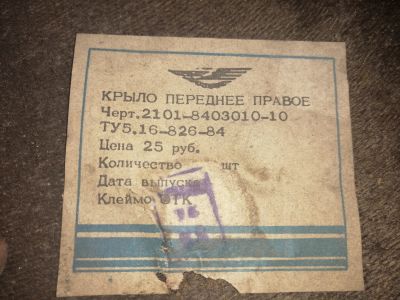 КРЫЛО ПЕРЕДНЕЕ ПРАВОЕ
Черт.2101-8403010-10
ТУ5.16-826-84
Цена 25 руб.
Количество шт
Дата выпуска
Клеймо ОТК